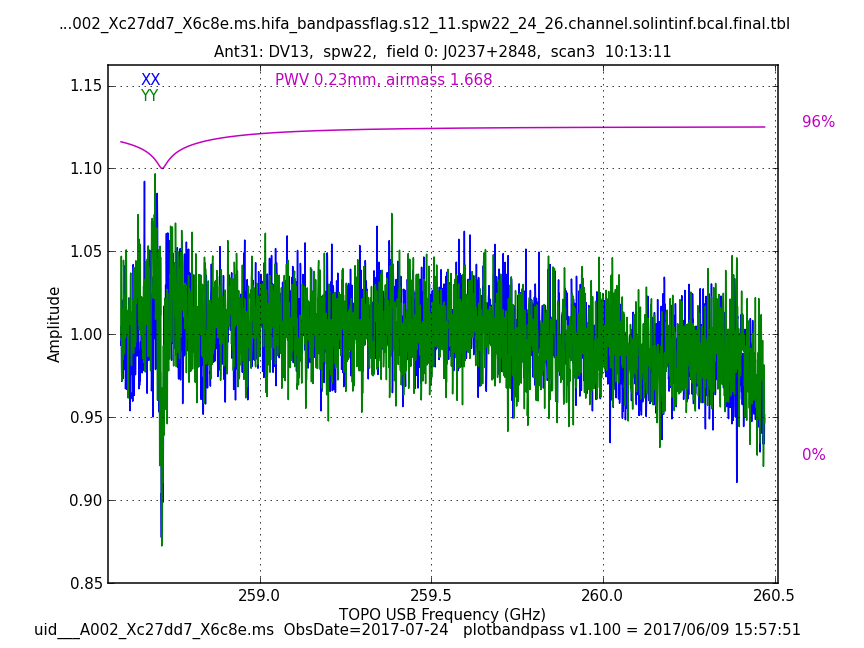 ...002_Xc27dd7_X6c8e.ms.hifa_bandpassflag.s12_11.spw22_24_26.channel.solintinf.bcal.final.tbl
Ant31: DV13,  spw22,  field 0: J0237+2848,  scan3  10:13:11
XX
YY
PWV 0.23mm, airmass 1.668
96%
0%
1.15
1.10
1.05
1.00
0.95
0.90
0.85
Amplitude
259.0
259.5
260.0
260.5
TOPO USB Frequency (GHz)
uid___A002_Xc27dd7_X6c8e.ms  ObsDate=2017-07-24   plotbandpass v1.100 = 2017/06/09 15:57:51